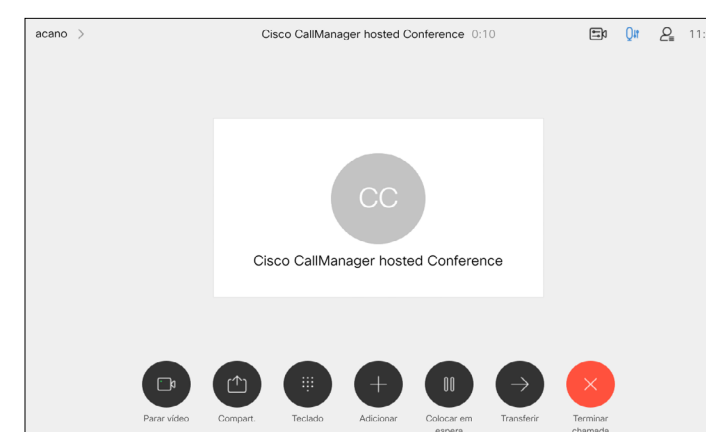 acano >
Cisco CallManager hosted Conference 0:10
11:
CC
Cisco CallManager hosted Conference
Parar vídeo
Compart.
Teclado
Adicionar
Colocar em
espera
Transferir
Terminar
chamada